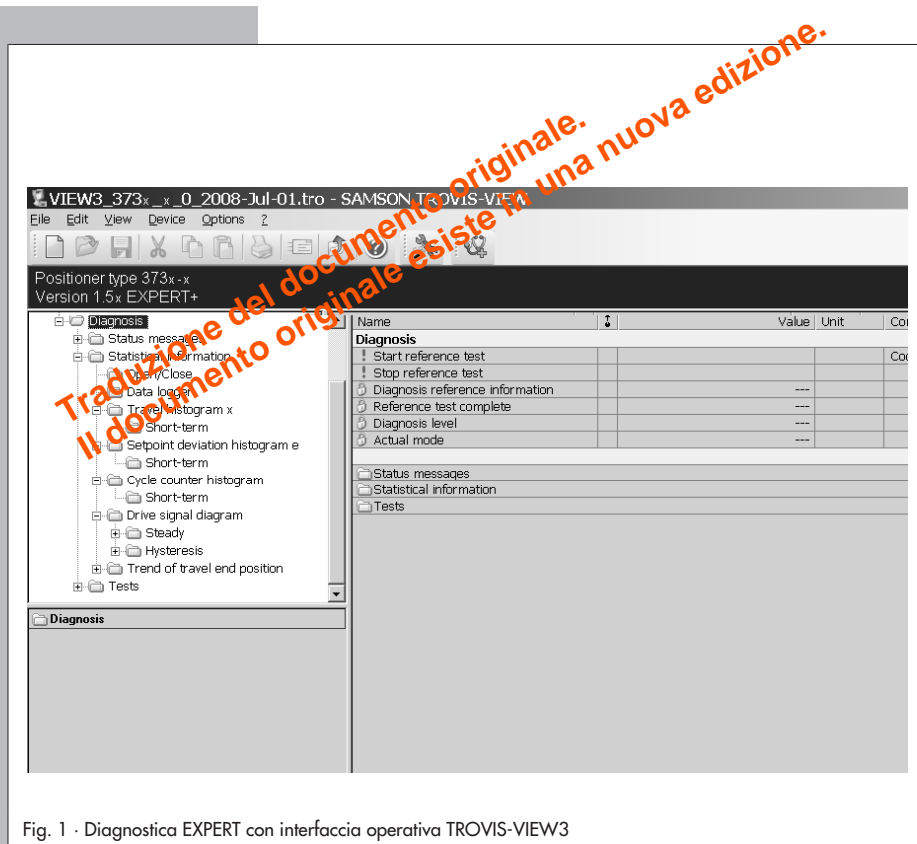 Traduzione del documento originale.
Il documento originale esiste in una nuova edizione.
VIEW3_373x_x_0_2008-Jul-01.tro - SAMSON TROVIS-VIEW
File Edit View Device Options ?
Positioner type 373x-x
Version 1.5x EXPERT+
Diagnosis
Status messages
Statistical information
Open/Close
Data logger
Travel histogram x
Short-term
Setpoint deviation histogram e
Short-term
Cycle counter histogram
Short-term
Drive signal diagram
Steady
Hysteresis
Trend of travel end position
Tests
Diagnosis
Name Value Unit Cor
Diagnosis
! Start reference test Coc
! Stop reference test
Diagnosis reference information ---
Reference test complete ---
Diagnosis level ---
Actual mode ---
Status messages
Statistical information
Tests
Fig. 1 · Diagnostica EXPERT con interfaccia operativa TROVIS-VIEW3